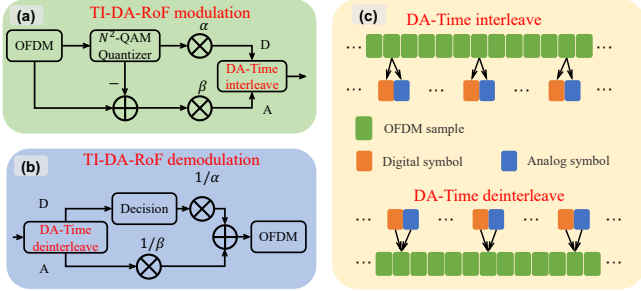 (a)
TI-DA-RoF modulation
OFDM
N²-QAM
Quantizer
α
D
−
β
A
DA-Time
interleave
(b)
TI-DA-RoF demodulation
D
DA-Time
deinterleave
A
Decision
1/α
1/β
OFDM
(c)
DA-Time interleave
... ...
... ... ... ...
OFDM sample
Digital symbol
Analog symbol
DA-Time deinterleave
... ... ... ...
... ...